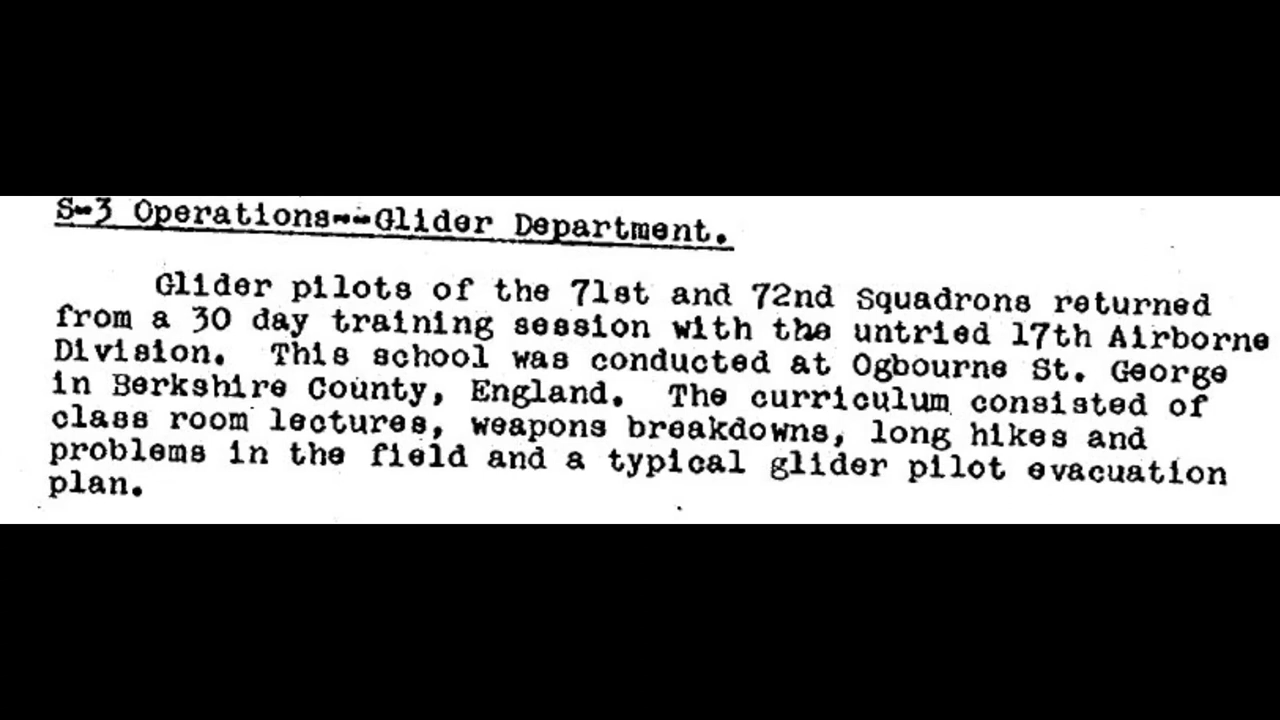 S-3 Operations--Glider Department.
Glider pilots of the 71st and 72nd Squadrons returned
from a 30 day training session with the untried 17th Airborne
Division. This school was conducted at Ogbourne St. George
in Berkshire County, England. The curriculum consisted of
class room lectures, weapons breakdowns, long hikes and
problems in the field and a typical glider pilot evacuation
plan.